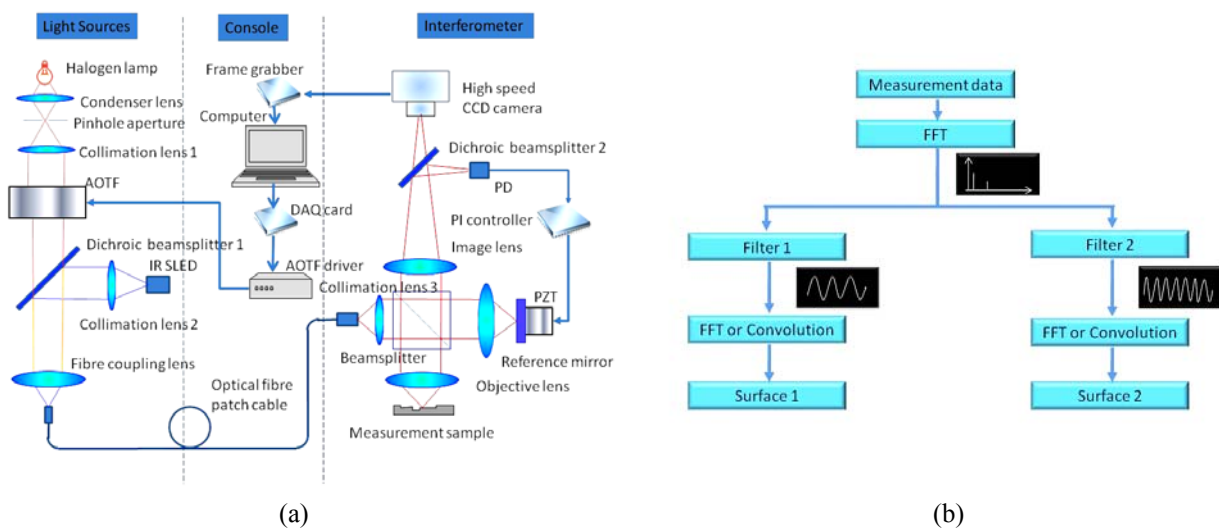 Light Sources
Console
Interferometer
Halogen lamp
Condenser lens
Pinhole aperture
Collimation lens 1
AOTF
Dichroic beamsplitter 1
IR SLED
Collimation lens 2
Fibre coupling lens
Optical fibre
patch cable
Frame grabber
Computer
DAQ card
AOTF driver
High speed
CCD camera
Dichroic beamsplitter 2
PD
PI controller
Image lens
Collimation lens 3
PZT
Beamsplitter
Reference mirror
Objective lens
Measurement sample
(a)
Measurement data
FFT
Filter 1
FFT or Convolution
Surface 1
Filter 2
FFT or Convolution
Surface 2
(b)